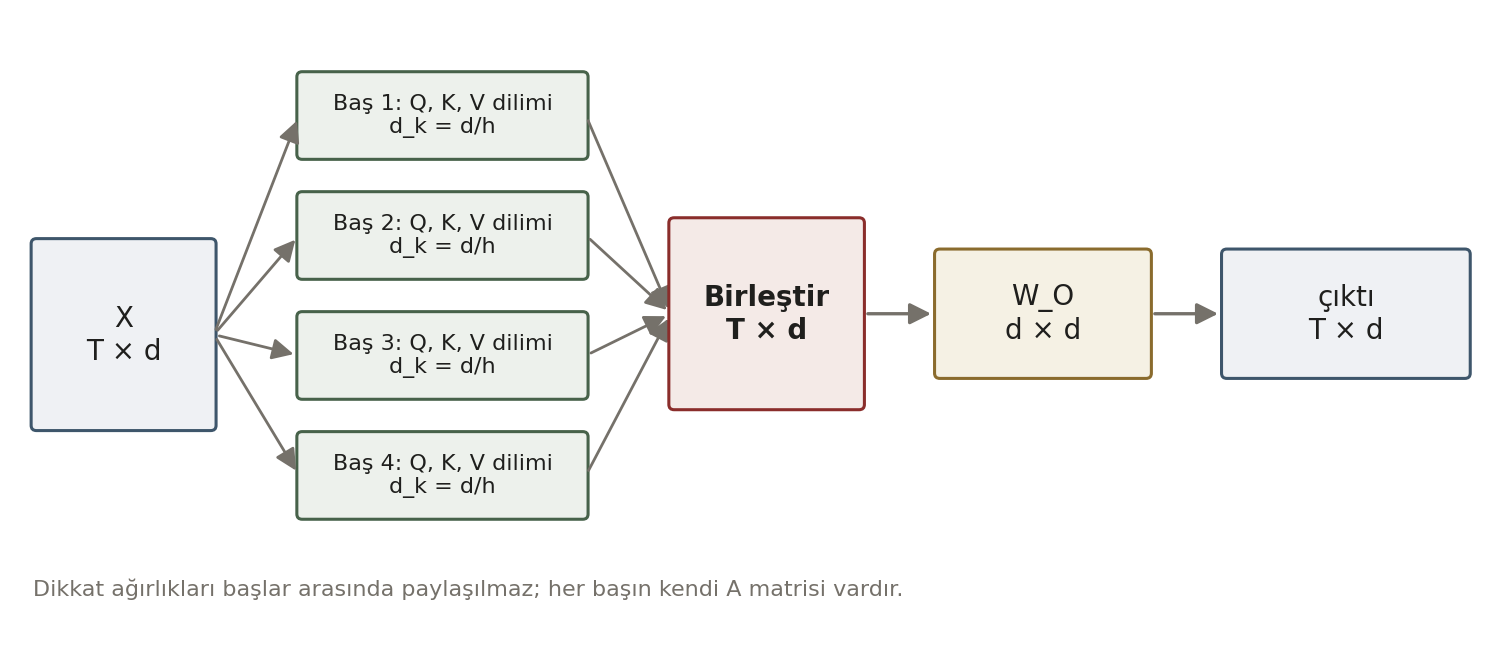 X
T × d
Baş 1: Q, K, V dilimi
d_k = d/h
Baş 2: Q, K, V dilimi
d_k = d/h
Baş 3: Q, K, V dilimi
d_k = d/h
Baş 4: Q, K, V dilimi
d_k = d/h
Birleştir
T × d
W_O
d × d
çıktı
T × d
Dikkat ağırlıkları başlar arasında paylaşılmaz; her başın kendi A matrisi vardır.